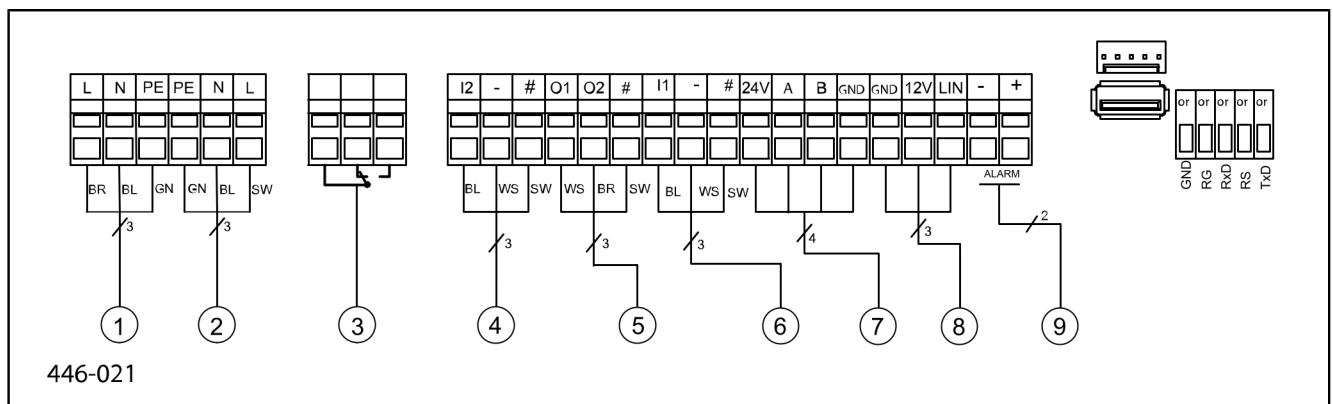 L N PE PE N L
I2 - # O1 O2 # I1 - # 24V A B GND GND 12V LIN - +
or or or or or
GND RG RxD RS TxD
BR BL GN GN BL SW
BL WS SW WS BR SW BL WS SW
ALARM
3 3 3 3 3 4 3 2
1 2 3 4 5 6 7 8 9
446-021